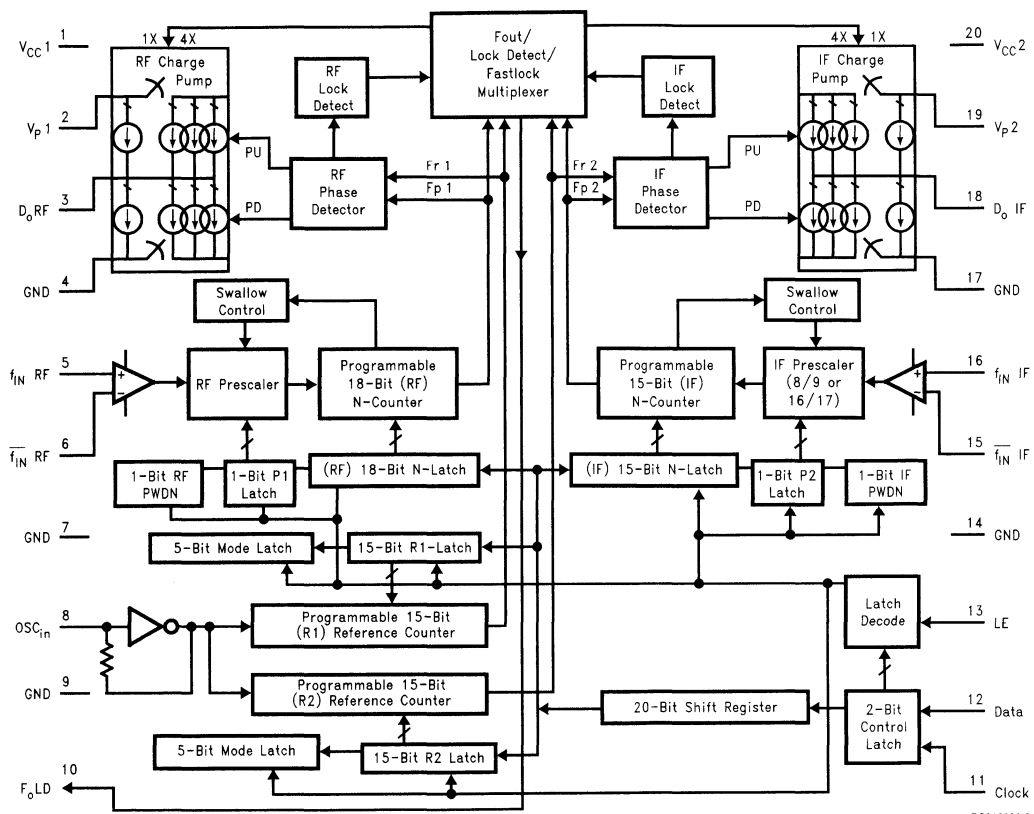 1
V_CC 1
1X 4X
RF Charge
Pump
2
V_P 1
3
D_o RF
4
GND
PU
PD
RF
Lock
Detect
RF
Phase
Detector
Fout/
Lock Detect/
Fastlock
Multiplexer
Fr 1
Fp 1
Fr 2
Fp 2
IF
Lock
Detect
IF
Phase
Detector
PU
PD
4X 1X
IF Charge
Pump
20
V_CC 2
19
V_P 2
18
D_o IF
17
GND
Swallow
Control
5
f_IN RF
+
−
6
f_IN RF
RF Prescaler
Programmable
18-Bit (RF)
N-Counter
Programmable
15-Bit (IF)
N-Counter
Swallow
Control
IF Prescaler
(8/9 or
16/17)
+
−
16
f_IN IF
15
f_IN IF
1-Bit RF
PWDN
1-Bit P1
Latch
(RF) 18-Bit N-Latch
(IF) 15-Bit N-Latch
1-Bit P2
Latch
1-Bit IF
PWDN
7
GND
14
GND
5-Bit Mode Latch
15-Bit R1-Latch
8
OSC_in
Programmable 15-Bit
(R1) Reference Counter
Latch
Decode
13
LE
9
GND
Programmable 15-Bit
(R2) Reference Counter
20-Bit Shift Register
2-Bit
Control
Latch
12
Data
5-Bit Mode Latch
15-Bit R2 Latch
10
F_oLD
11
Clock